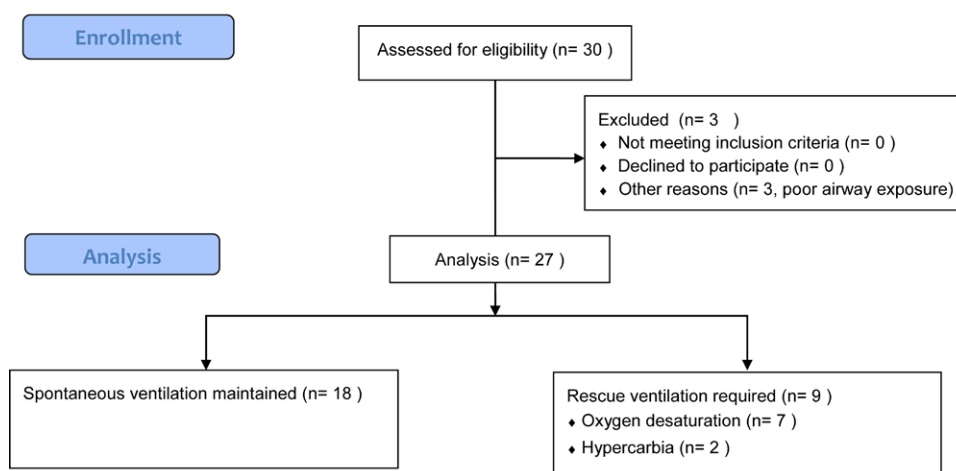 Enrollment
Assessed for eligibility (n= 30 )
Excluded (n= 3 )
♦ Not meeting inclusion criteria (n= 0 )
♦ Declined to participate (n= 0 )
♦ Other reasons (n= 3, poor airway exposure)
Analysis
Analysis (n= 27 )
Spontaneous ventilation maintained (n= 18 )
Rescue ventilation required (n= 9 )
♦ Oxygen desaturation (n= 7 )
♦ Hypercarbia (n= 2 )